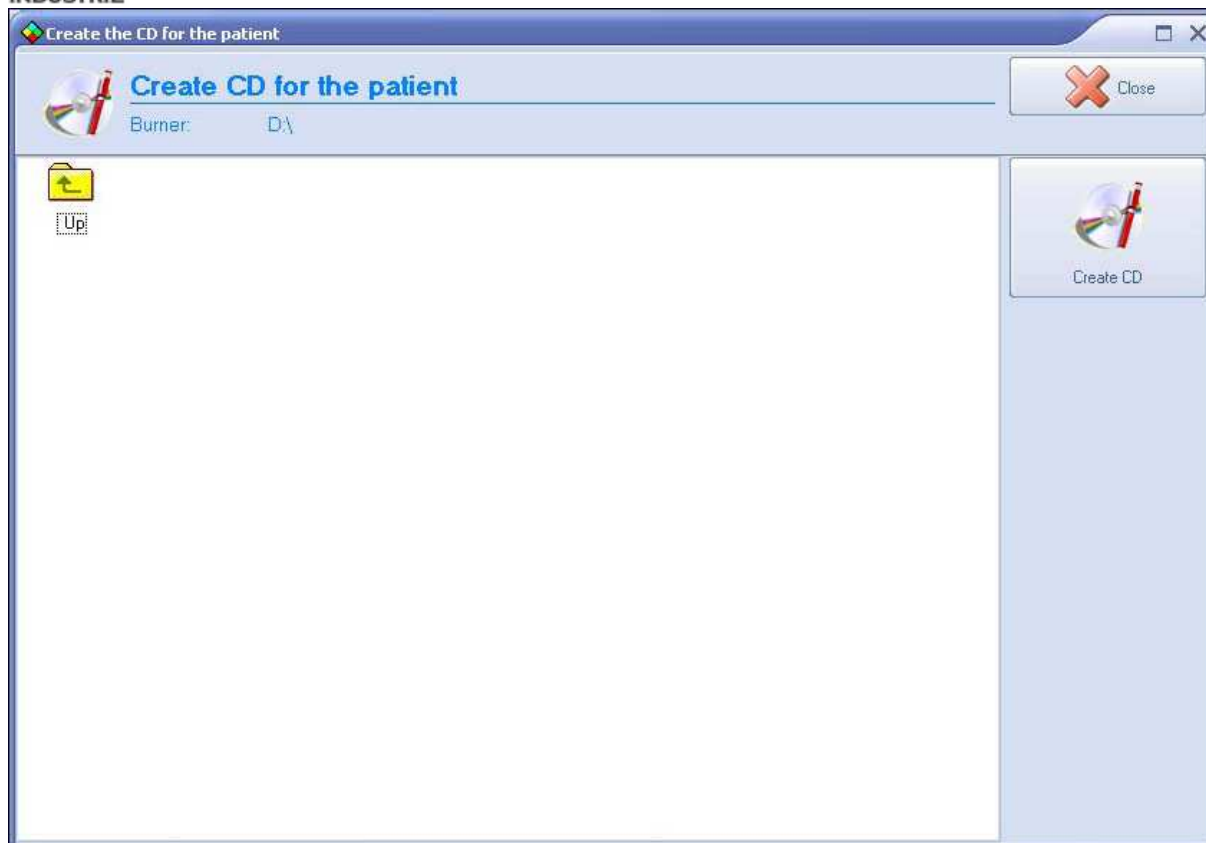 INDUSTRIE
Create the CD for the patient
Create CD for the patient
Close
Burner: D:\
Up
Create CD